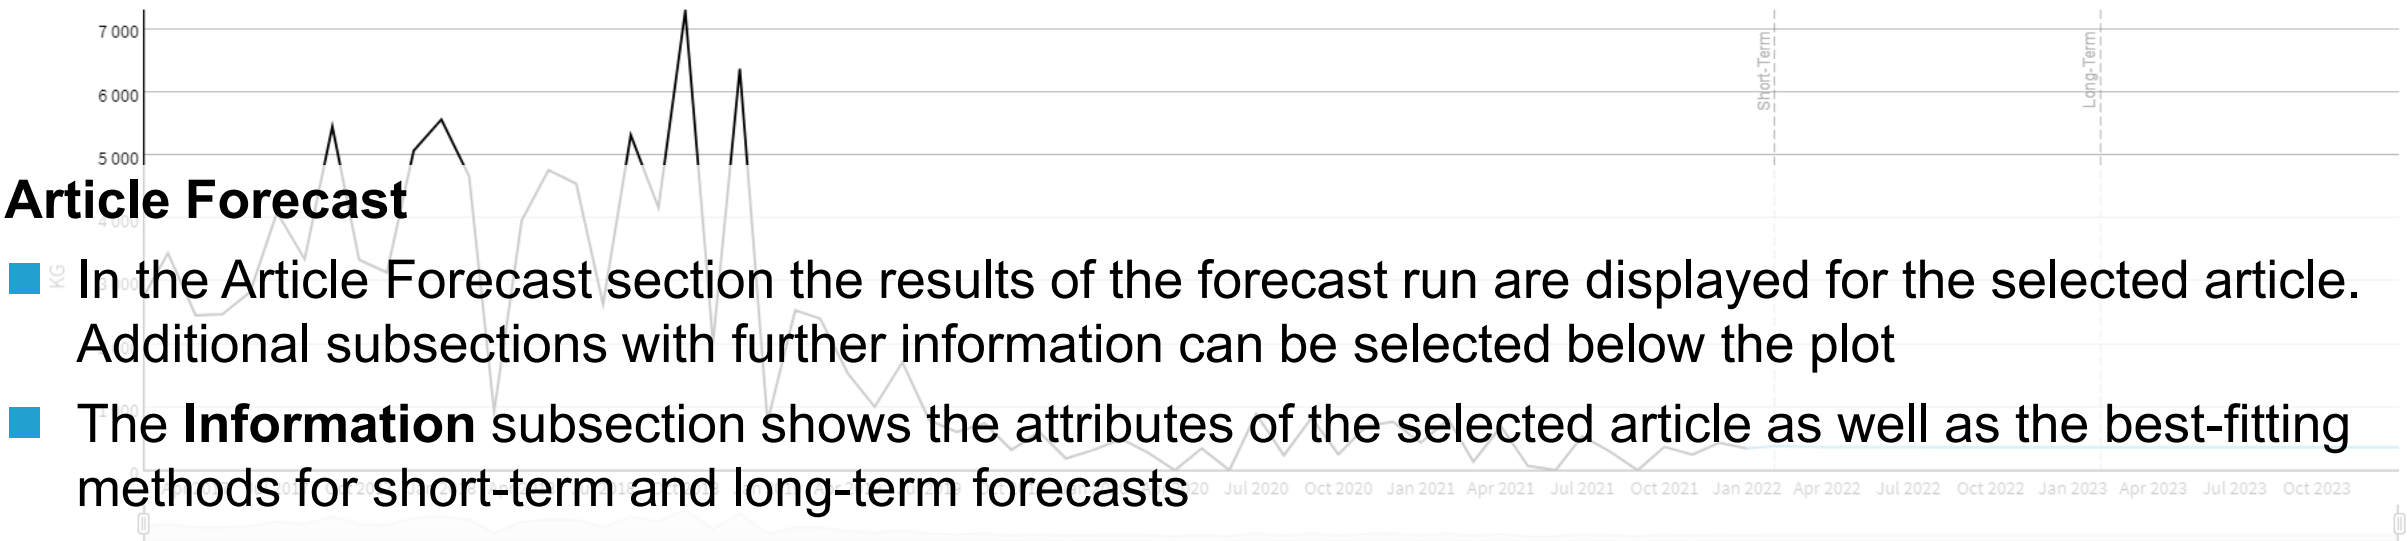 7 000
6 000
5 000
4 000
Short-Term
Long-Term
KG
Article Forecast
In the Article Forecast section the results of the forecast run are displayed for the selected article.
Additional subsections with further information can be selected below the plot
The Information subsection shows the attributes of the selected article as well as the best-fitting
methods for short-term and long-term forecasts
0
Jul 2020 Oct 2020 Jan 2021 Apr 2021 Jul 2021 Oct 2021 Jan 2022 Apr 2022 Jul 2022 Oct 2022 Jan 2023 Apr 2023 Jul 2023 Oct 2023